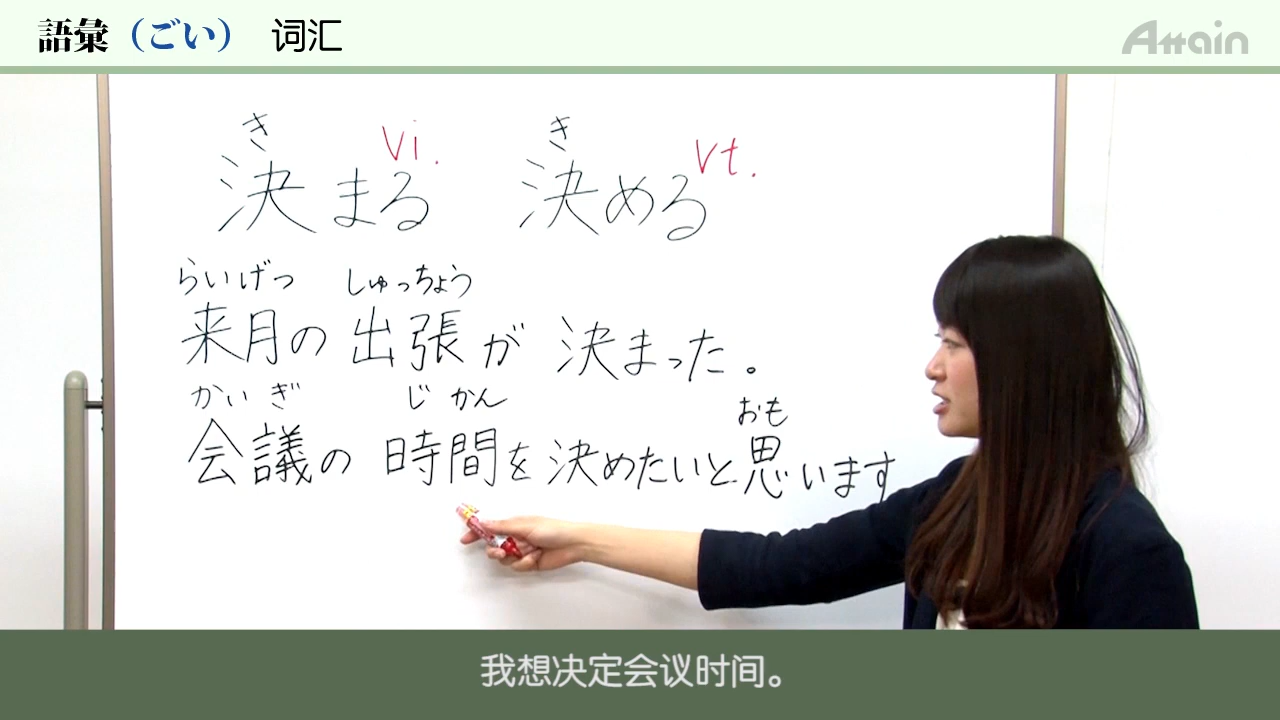 語彙（ごい） 词汇
Attain
き き
決まる vi. 決める vt.
らいげつ しゅっちょう
来月の出張が決まった。
かいぎ じかん おも
会議の時間を決めたいと思います
我想决定会议时间。